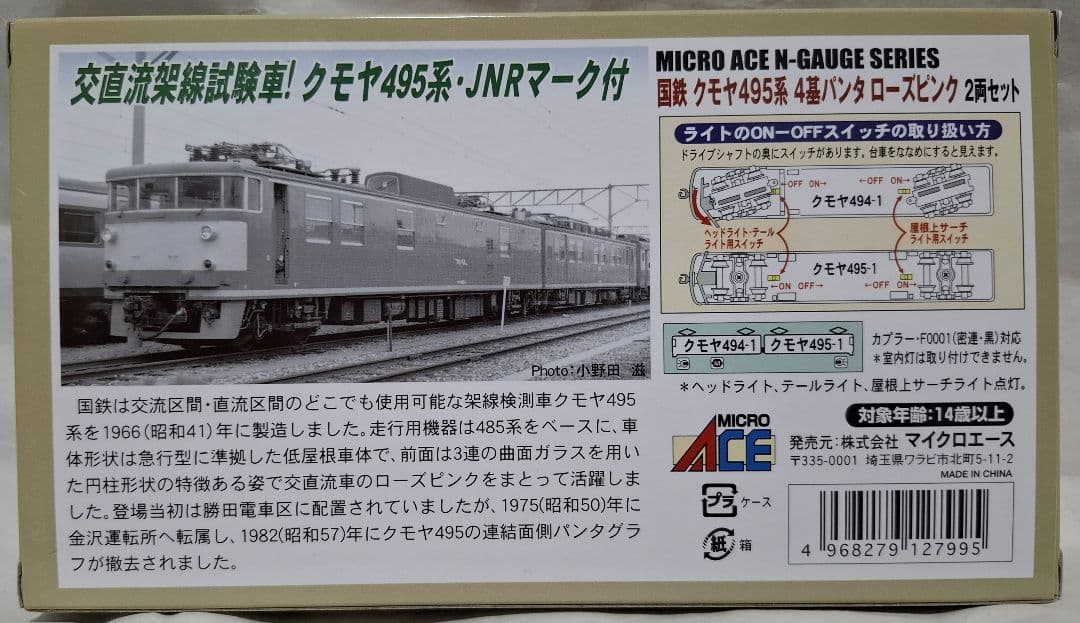 交直流架線試験車! クモヤ495系・JNRマーク付
Photo:小野田 滋
国鉄は交流区間・直流区間のどこでも使用可能な架線検測車クモヤ495
系を1966(昭和41)年に製造しました。走行用機器は485系をベースに、車
体形状は急行型に準拠した低屋根車体で、前面は3連の曲面ガラスを用い
た円柱形状の特徴ある姿で交直流車のローズピンクをまとって活躍しま
した。登場当初は勝田電車区に配置されていましたが、1975(昭和50)年に
金沢運転所へ転属し、1982(昭和57)年にクモヤ495の連結面側パンタグラ
フが撤去されました。
MICRO ACE N-GAUGE SERIES
国鉄 クモヤ495系 4基パンタ ローズピンク 2両セット
ライトのON-OFFスイッチの取り扱い方
ドライブシャフトの奥にスイッチがあります。台車をななめにすると見えます。
←OFF ON→
←OFF ON→
クモヤ494-1
ヘッドライト・テール
ライト用スイッチ
屋根上サーチ
ライト用スイッチ
クモヤ495-1
←ON OFF→
←OFF ON→
クモヤ494-1
クモヤ495-1
M
カプラー・F0001(密連・黒)対応
*室内灯は取り付けできません。
*ヘッドライト、テールライト、屋根上サーチライト点灯。
MICRO
ACE
対象年齢:14歳以上
発売元:株式会社 マイクロエース
〒335-0001 埼玉県ワラビ市北町5-11-2
MADE IN CHINA
プラ
ケース
紙
箱
4 968279 127995